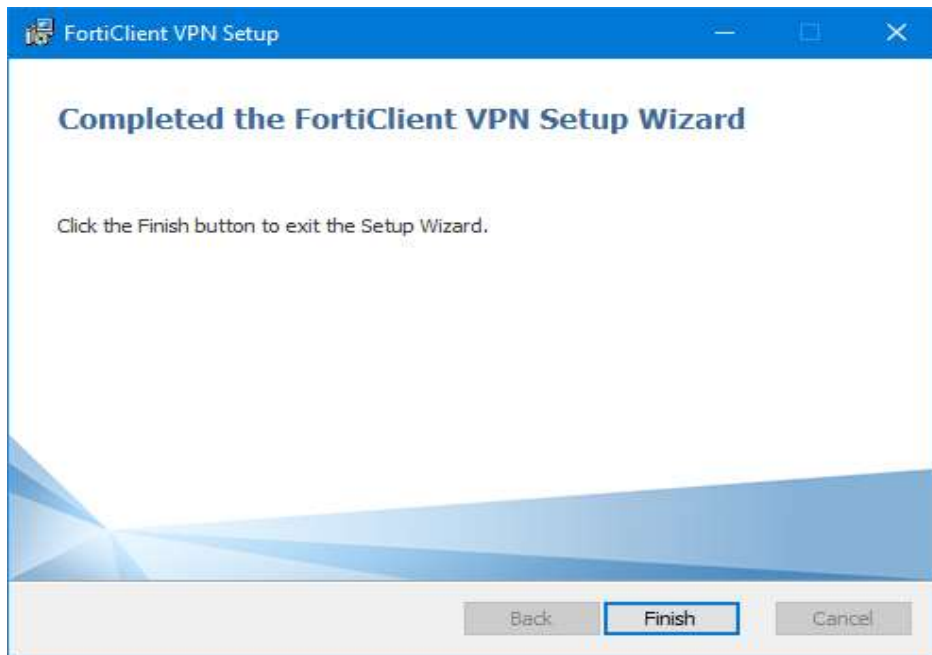 FortiClient VPN Setup
Completed the FortiClient VPN Setup Wizard
Click the Finish button to exit the Setup Wizard.
Back Finish Cancel